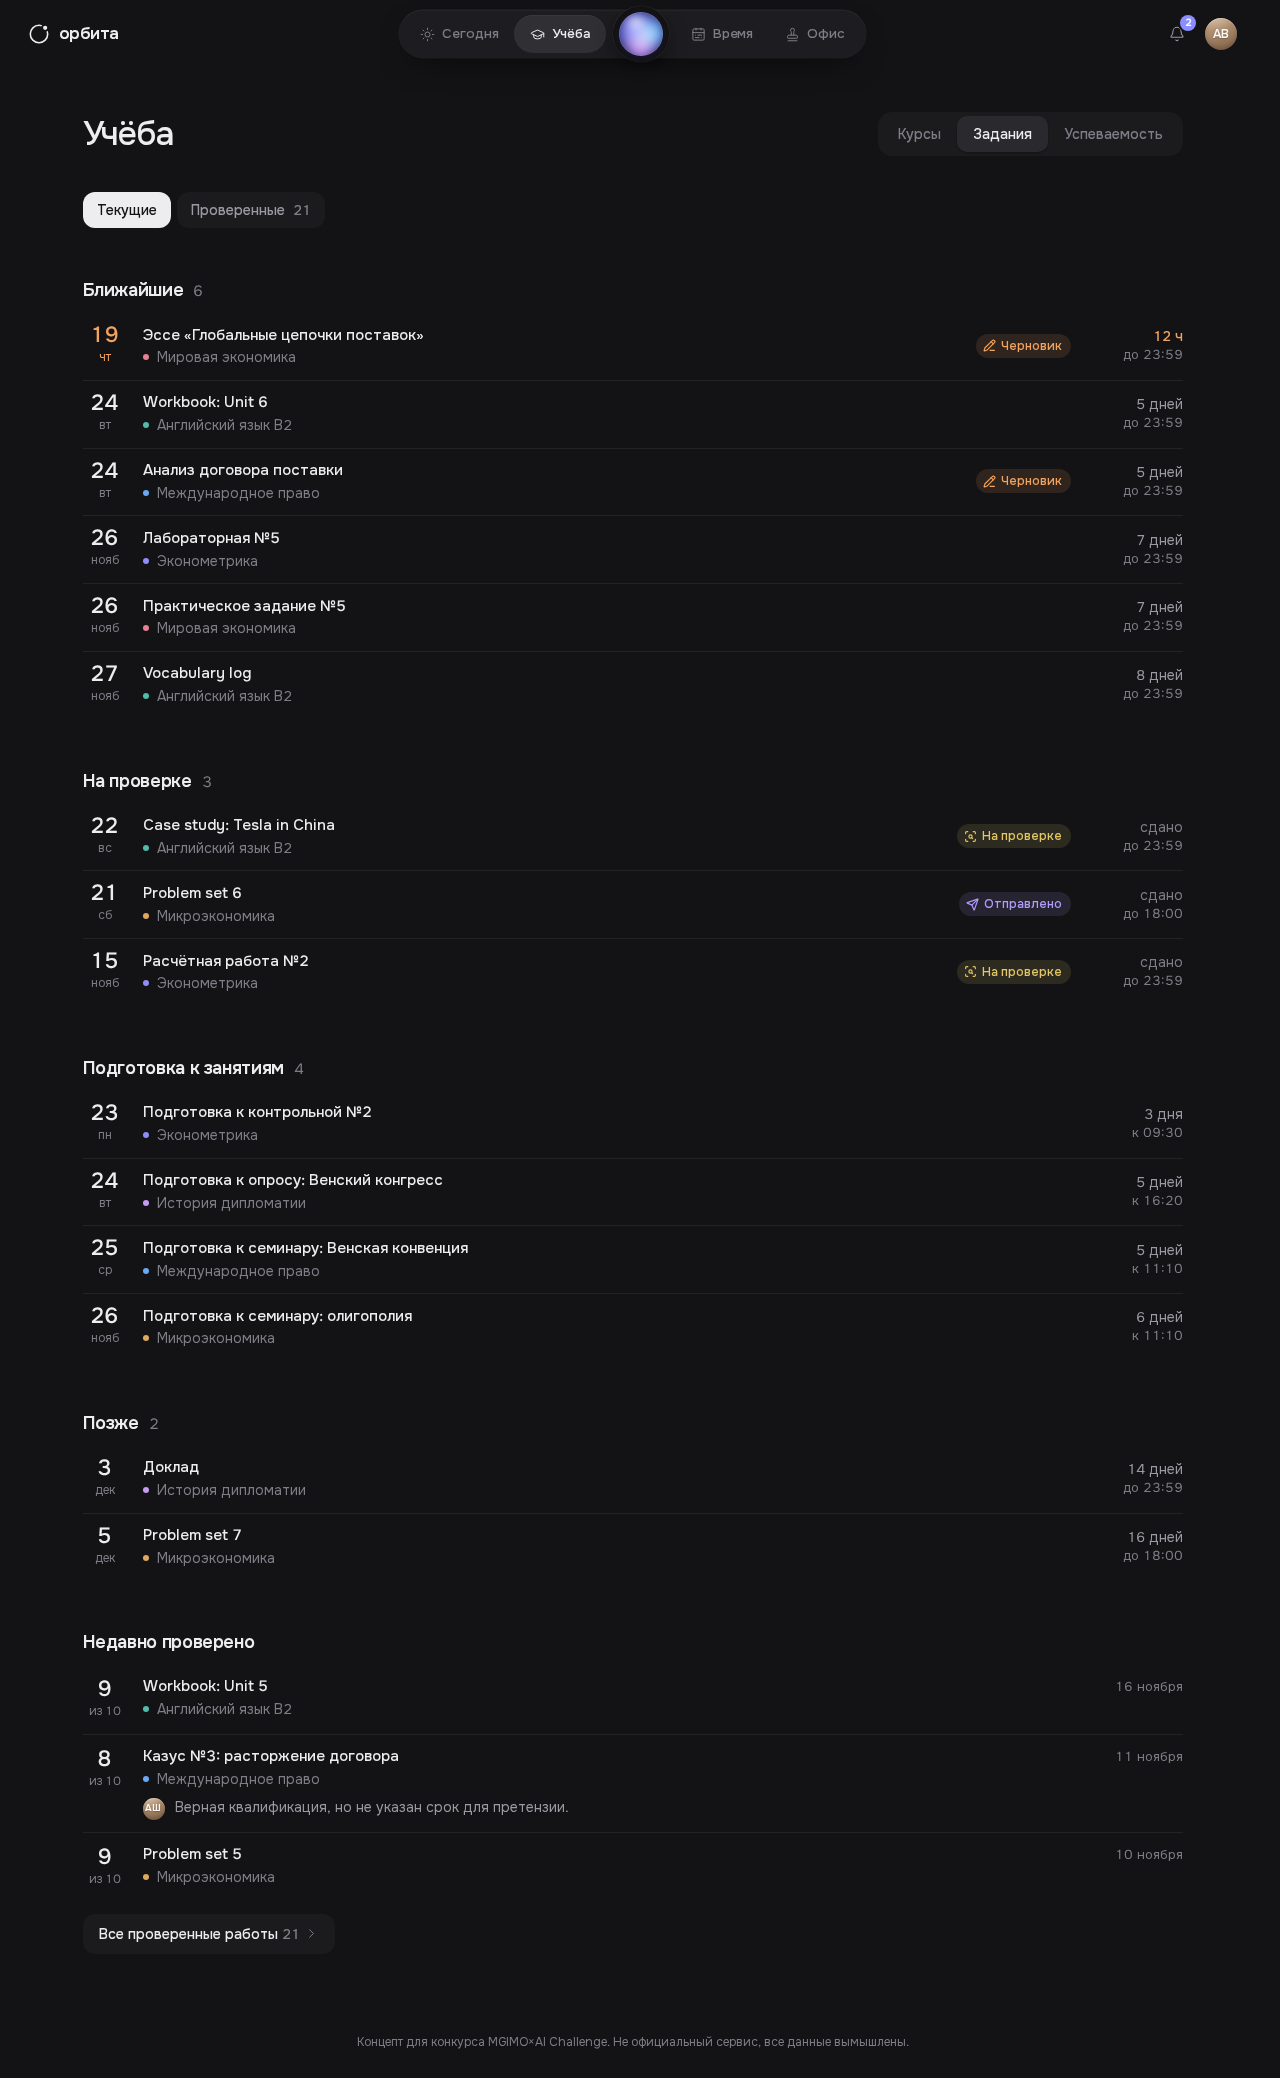 орбита
Сегодня
Учёба
Время
Офис
2
АВ
Учёба
Курсы
Задания
Успеваемость
Текущие
Проверенные 21
Ближайшие 6
19
чт
Эссе «Глобальные цепочки поставок»
Мировая экономика
Черновик
12 ч
до 23:59
24
вт
Workbook: Unit 6
Английский язык B2
5 дней
до 23:59
24
вт
Анализ договора поставки
Международное право
Черновик
5 дней
до 23:59
26
нояб
Лабораторная №5
Эконометрика
7 дней
до 23:59
26
нояб
Практическое задание №5
Мировая экономика
7 дней
до 23:59
27
нояб
Vocabulary log
Английский язык B2
8 дней
до 23:59
На проверке 3
22
вс
Case study: Tesla in China
Английский язык B2
На проверке
сдано
до 23:59
21
сб
Problem set 6
Микроэкономика
Отправлено
сдано
до 18:00
15
нояб
Расчётная работа №2
Эконометрика
На проверке
сдано
до 23:59
Подготовка к занятиям 4
23
пн
Подготовка к контрольной №2
Эконометрика
3 дня
к 09:30
24
вт
Подготовка к опросу: Венский конгресс
История дипломатии
5 дней
к 16:20
25
ср
Подготовка к семинару: Венская конвенция
Международное право
5 дней
к 11:10
26
нояб
Подготовка к семинару: олигополия
Микроэкономика
6 дней
к 11:10
Позже 2
3
дек
Доклад
История дипломатии
14 дней
до 23:59
5
дек
Problem set 7
Микроэкономика
16 дней
до 18:00
Недавно проверено
9
из 10
Workbook: Unit 5
Английский язык B2
16 ноября
8
из 10
Казус №3: расторжение договора
Международное право
АШ
Верная квалификация, но не указан срок для претензии.
11 ноября
9
из 10
Problem set 5
Микроэкономика
10 ноября
Все проверенные работы 21
Концепт для конкурса MGIMO×AI Challenge. Не официальный сервис, все данные вымышлены.